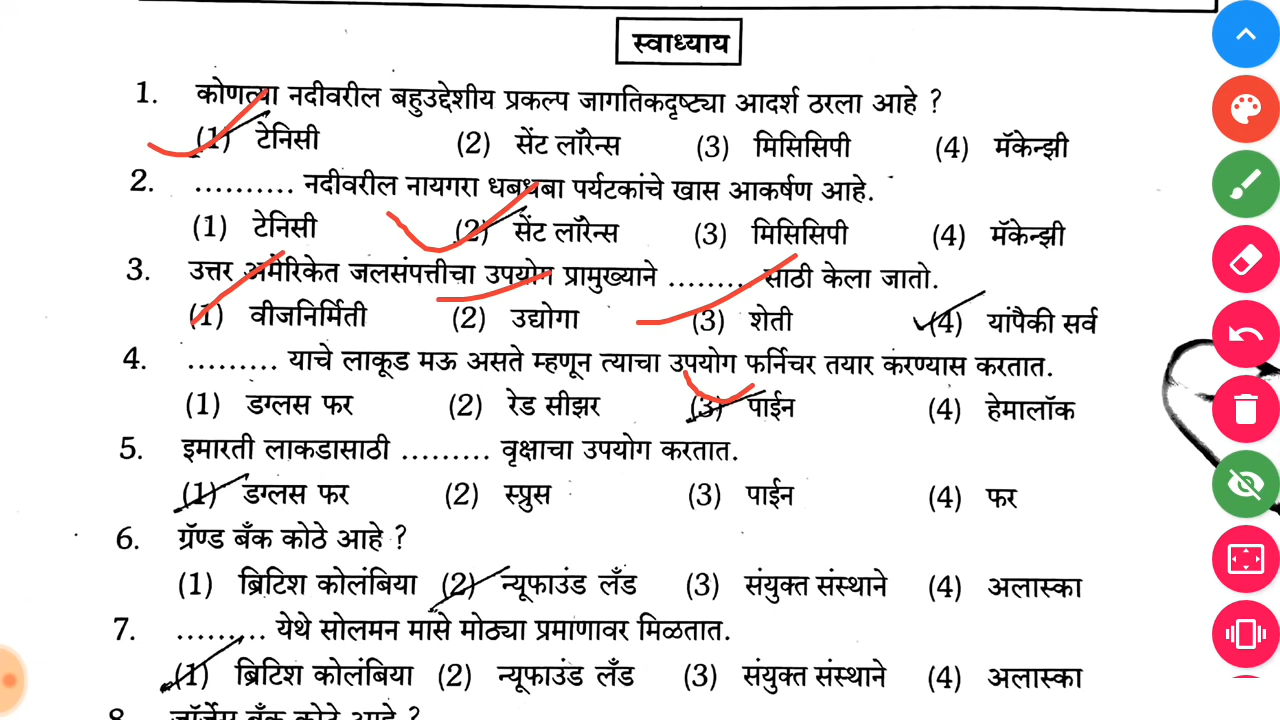 स्वाध्याय
1. कोणत्या नदीवरील बहुउद्देशीय प्रकल्प जागतिकदृष्ट्या आदर्श ठरला आहे ?
(1) टेनिसी (2) सेंट लॉरेन्स (3) मिसिसिपी (4) मॅकेन्झी
2. .......... नदीवरील नायगरा धबधबा पर्यटकांचे खास आकर्षण आहे.
(1) टेनिसी (2) सेंट लॉरेन्स (3) मिसिसिपी (4) मॅकेन्झी
3. उत्तर अमेरिकेत जलसंपत्तीचा उपयोग प्रामुख्याने ......... साठी केला जातो.
(1) वीजनिर्मिती (2) उद्योगा (3) शेती (4) यांपैकी सर्व
4. ......... याचे लाकूड मऊ असते म्हणून त्याचा उपयोग फर्निचर तयार करण्यास करतात.
(1) डग्लस फर (2) रेड सीझर (3) पाईन (4) हेमालॉक
5. इमारती लाकडासाठी ......... वृक्षाचा उपयोग करतात.
(1) डग्लस फर (2) स्प्रुस (3) पाईन (4) फर
6. ग्रॅण्ड बँक कोठे आहे ?
(1) ब्रिटिश कोलंबिया (2) न्यूफाउंड लँड (3) संयुक्त संस्थाने (4) अलास्का
7. ......... येथे सोलमन मासे मोठ्या प्रमाणावर मिळतात.
(1) ब्रिटिश कोलंबिया (2) न्यूफाउंड लँड (3) संयुक्त संस्थाने (4) अलास्का
8. जॉर्जेस बँक कोठे आहे ?